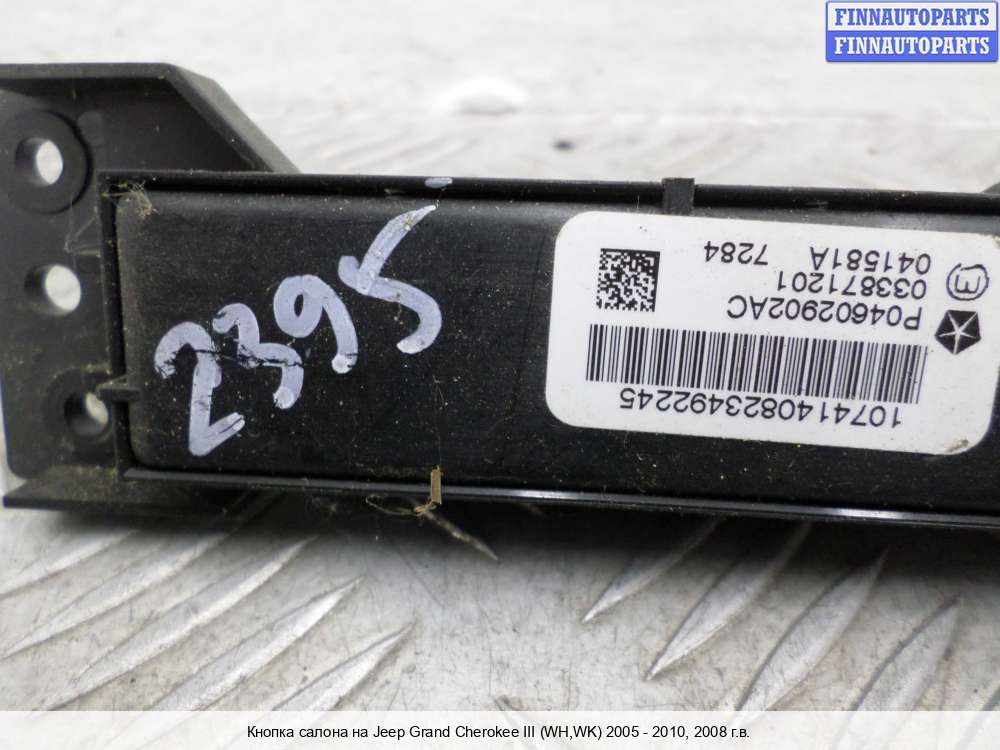 FINNAUTOPARTS
FINNAUTOPARTS
2395
1074140823492245
P04602902AC
033871201
041581A
7284
Кнопка салона на Jeep Grand Cherokee III (WH,WK) 2005 - 2010, 2008 г.в.